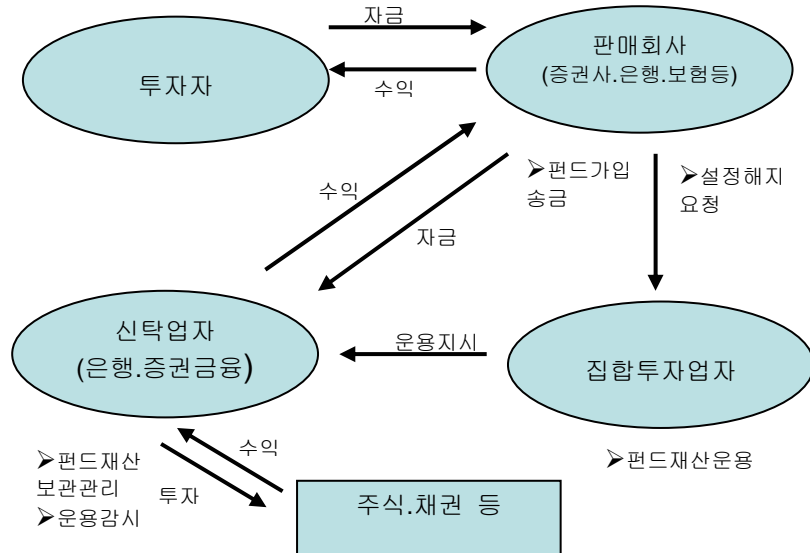 자금
투자자
판매회사
(증권사.은행.보험등)
수익
수익
자금
➢펀드가입
송금
➢설정해지
요청
신탁업자
(은행.증권금융)
운용지시
집합투자업자
➢펀드재산
보관관리
➢운용감시
수익
투자
➢펀드재산운용
주식.채권 등